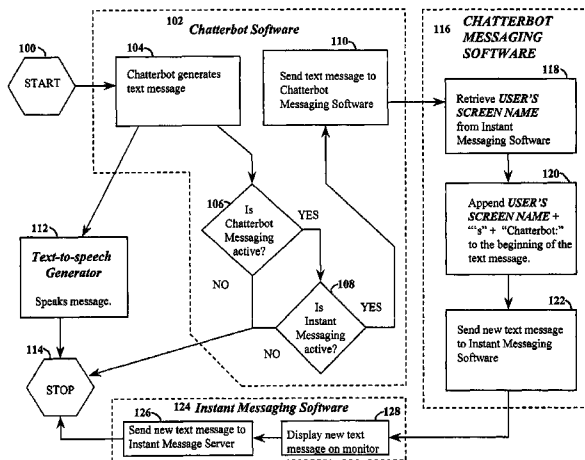 100
START
102
Chatterbot Software
104
Chatterbot generates
text message
110
Send text message to
Chatterbot
Messaging Software
106
Is
Chatterbot
Messaging
active?
YES
NO
108
Is
Instant
Messaging
active?
YES
NO
112
Text-to-speech
Generator
Speaks message.
114
STOP
116
CHATTERBOT
MESSAGING
SOFTWARE
118
Retrieve USER'S
SCREEN NAME
from Instant
Messaging Software
120
Append USER'S
SCREEN NAME +
"'s" + "Chatterbot:"
to the beginning of
the text message.
122
Send new text message
to Instant Messaging
Software
124
Instant Messaging Software
126
Send new text message to
Instant Message Server
128
Display new text
message on monitor